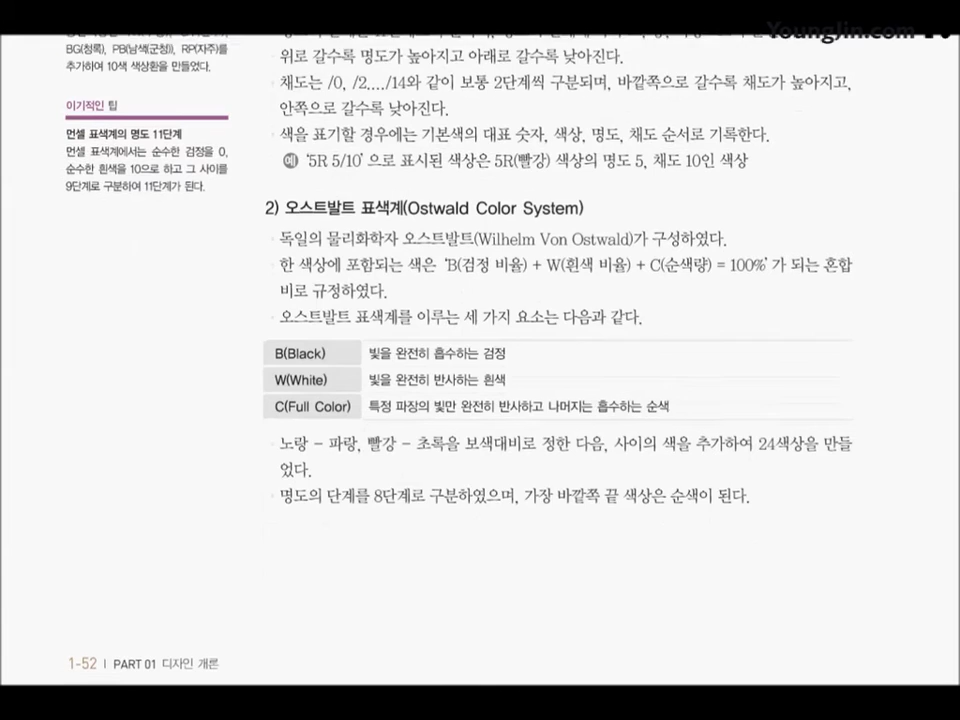 Younglin.com
BG(청록), PB(남색(군청)), RP(자주)를
추가하여 10색 색상환을 만들었다.
이기적인 팁
먼셀 표색계의 명도 11단계
먼셀 표색계에서는 순수한 검정을 0,
순수한 흰색을 10으로 하고 그 사이를
9단계로 구분하여 11단계가 된다.
위로 갈수록 명도가 높아지고 아래로 갈수록 낮아진다.
채도는 /0, /2..../14와 같이 보통 2단계씩 구분되며, 바깥쪽으로 갈수록 채도가 높아지고,
안쪽으로 갈수록 낮아진다.
색을 표기할 경우에는 기본색의 대표 숫자, 색상, 명도, 채도 순서로 기록한다.
예 '5R 5/10'으로 표시된 색상은 5R(빨강) 색상의 명도 5, 채도 10인 색상
2) 오스트발트 표색계(Ostwald Color System)
독일의 물리화학자 오스트발트(Wilhelm Von Ostwald)가 구성하였다.
한 색상에 포함되는 색은 'B(검정 비율) + W(흰색 비율) + C(순색량) = 100%'가 되는 혼합
비로 규정하였다.
오스트발트 표색계를 이루는 세 가지 요소는 다음과 같다.
B(Black) 빛을 완전히 흡수하는 검정
W(White) 빛을 완전히 반사하는 흰색
C(Full Color) 특정 파장의 빛만 완전히 반사하고 나머지는 흡수하는 순색
노랑 - 파랑, 빨강 - 초록을 보색대비로 정한 다음, 사이의 색을 추가하여 24색상을 만들
었다.
명도의 단계를 8단계로 구분하였으며, 가장 바깥쪽 끝 색상은 순색이 된다.
1-52 | PART 01 디자인 개론